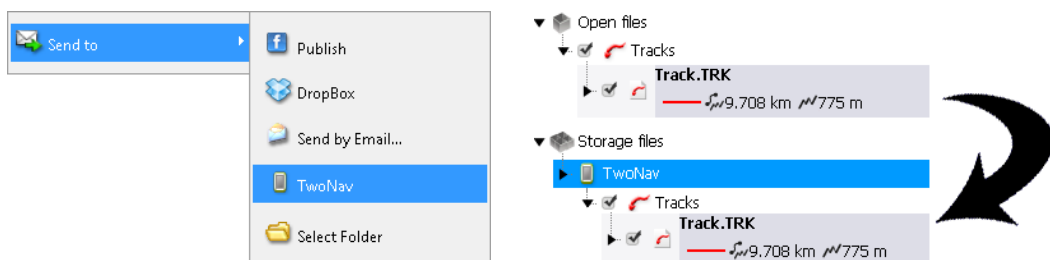 Send to
Publish
DropBox
Send by Email...
TwoNav
Select Folder
Open files
Tracks
Track.TRK
9.708 km 775 m
Storage files
TwoNav
Tracks
Track.TRK
9.708 km 775 m